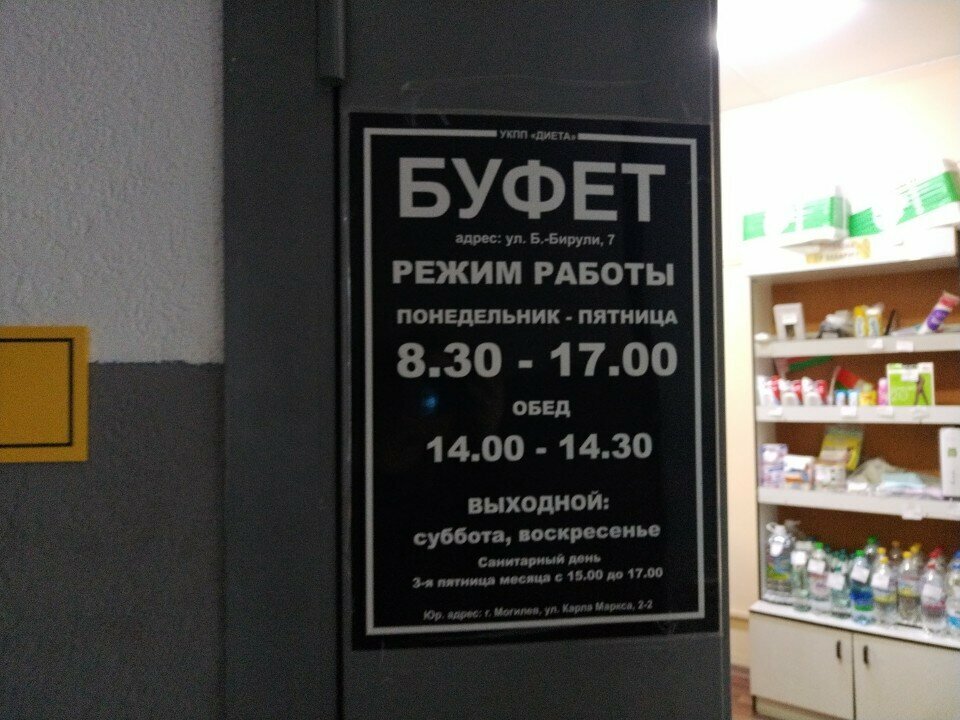 УКПП «ДИЕТА»
БУФЕТ
адрес: ул. Б.-Бирули, 7
РЕЖИМ РАБОТЫ
ПОНЕДЕЛЬНИК - ПЯТНИЦА
8.30 - 17.00
ОБЕД
14.00 - 14.30
ВЫХОДНОЙ:
суббота, воскресенье
Санитарный день
3-я пятница месяца с 15.00 до 17.00
Юр. адрес: г. Могилев, ул. Карла Маркса, 2-2